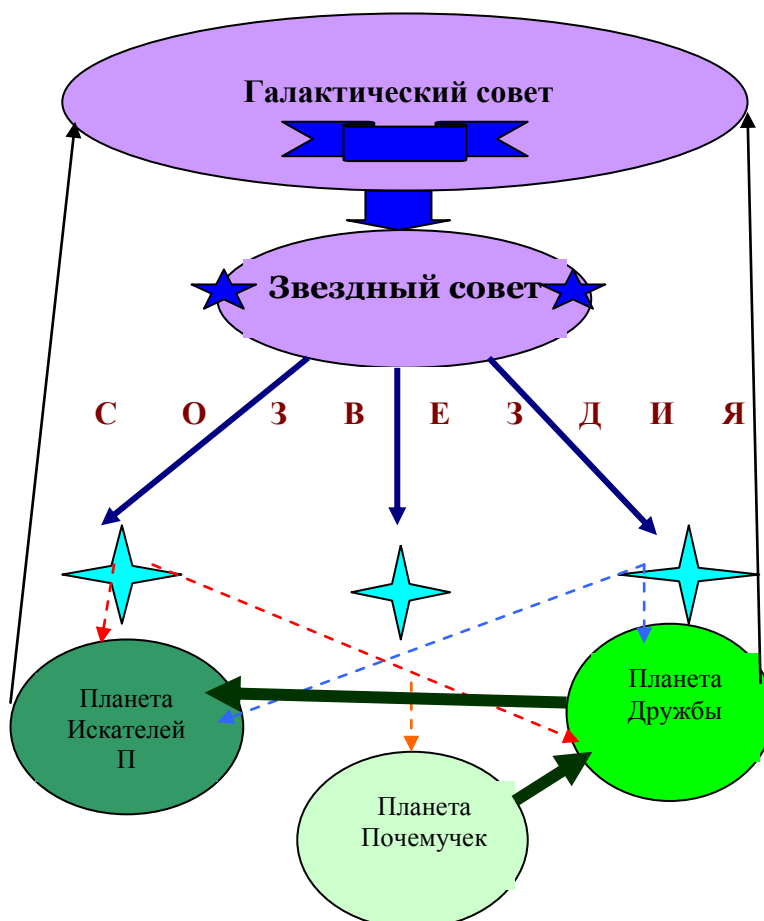 Галактический совет
Звездный совет
С О З В Е З Д И Я
Планета
Искателей
П
Планета
Дружбы
Планета
Почемучек